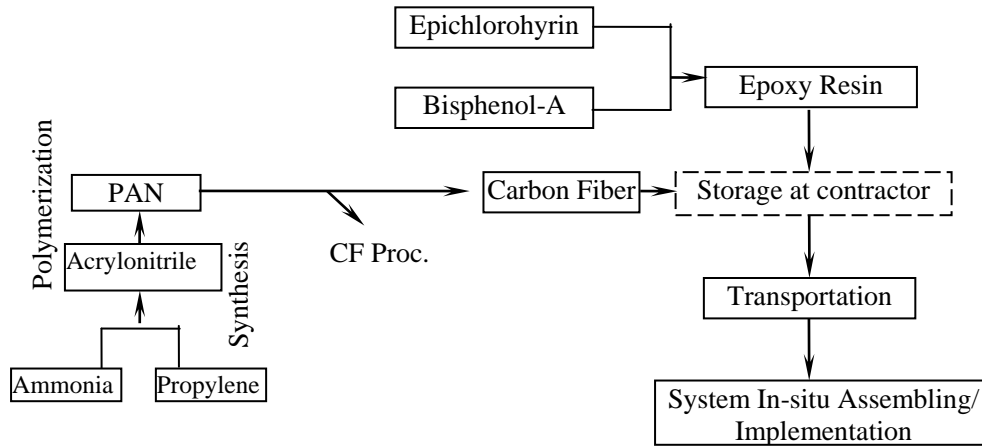 Epichlorohyrin
Bisphenol-A
Epoxy Resin
Polymerization
PAN
Carbon Fiber
Storage at contractor
CF Proc.
Acrylonitrile
Synthesis
Transportation
Ammonia
Propylene
System In-situ Assembling/
Implementation